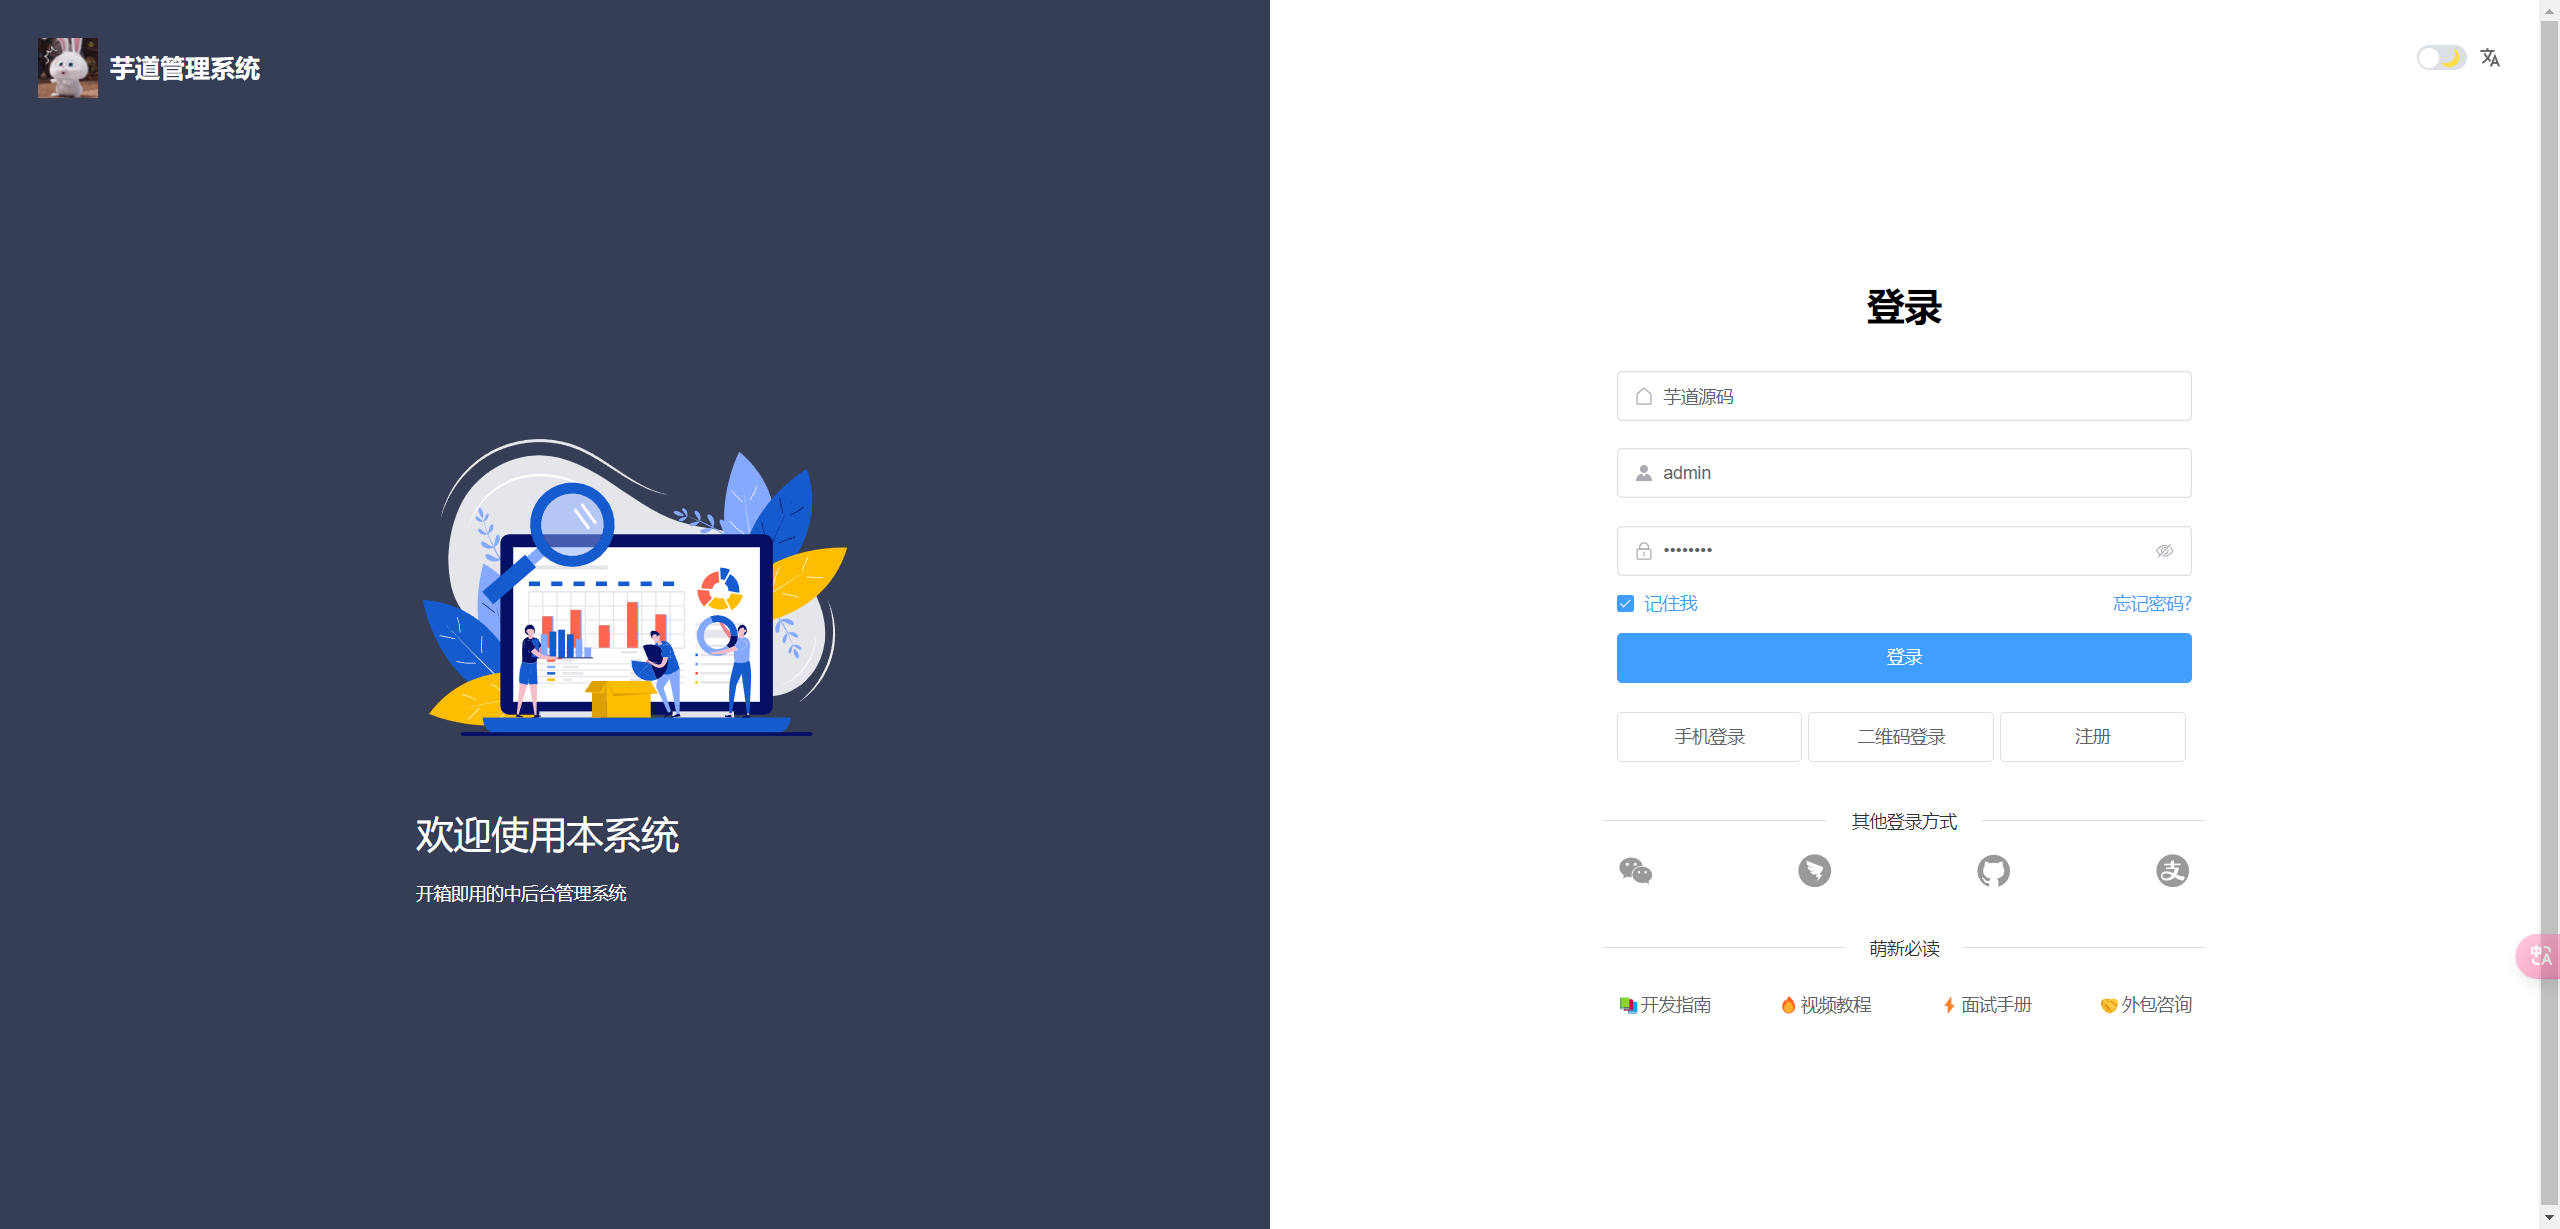 芋道管理系统
欢迎使用本系统
开箱即用的中后台管理系统
登录
芋道源码
admin
••••••••
记住我
忘记密码?
登录
手机登录
二维码登录
注册
其他登录方式
支
萌新必读
开发指南
视频教程
面试手册
外包咨询